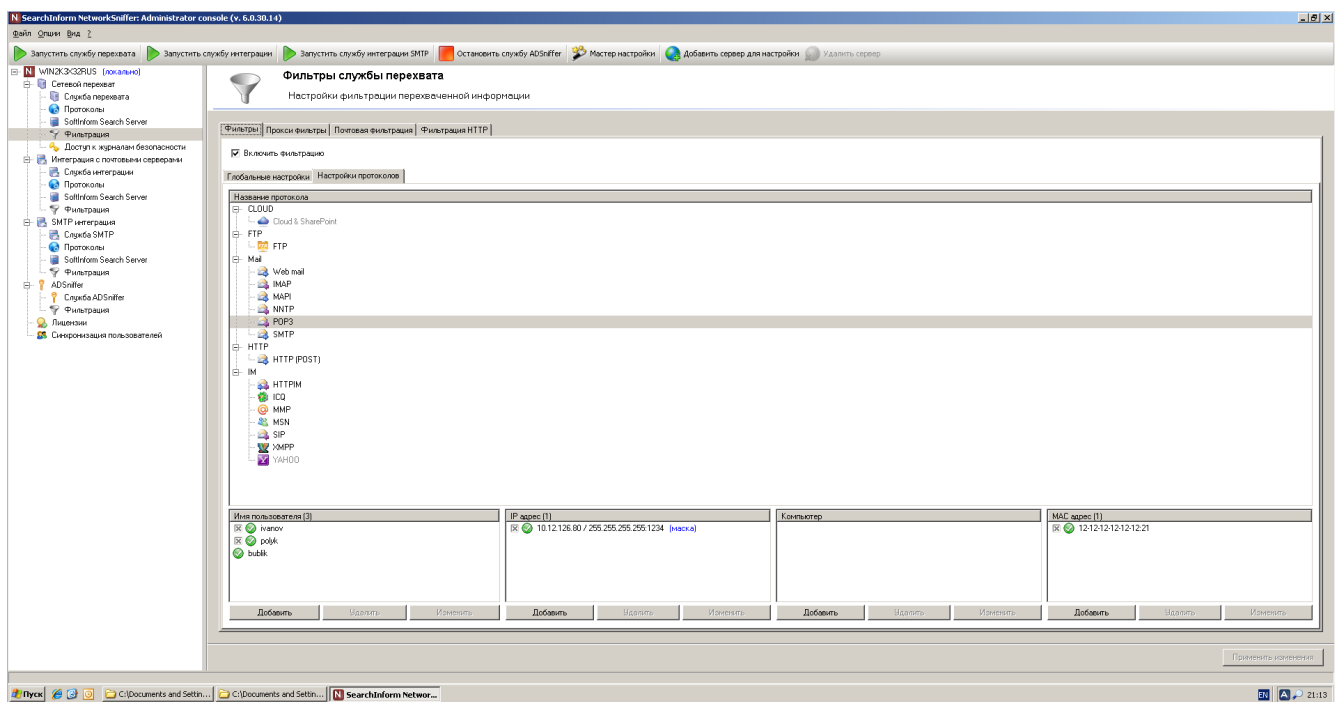 SearchInform NetworkSniffer: Administrator console (v. 6.0.30.14)
Файл Опции Вид ?
Запустить службу перехвата Запустить службу интеграции Запустить службу интеграции SMTP Остановить службу ADSniffer Мастер настройки Добавить сервер для настройки Удалить сервер
WIN2K3X32RUS (локально)
Сетевой перехват
Служба перехвата
Протоколы
SoftInform Search Server
Фильтрация
Доступ к журналам безопасности
Интеграция с почтовыми серверами
Служба интеграции
Протоколы
SoftInform Search Server
Фильтрация
SMTP интеграция
Служба SMTP
Протоколы
SoftInform Search Server
Фильтрация
ADSniffer
Служба ADSniffer
Фильтрация
Лицензии
Синхронизация пользователей
Фильтры службы перехвата
Настройки фильтрации перехваченной информации
Фильтры Прокси фильтры Почтовая фильтрация Фильтрация HTTP
Включить фильтрацию
Глобальные настройки Настройки протоколов
Название протокола
CLOUD
Cloud & SharePoint
FTP
FTP
Mail
Web mail
IMAP
MAPI
NNTP
POP3
SMTP
HTTP
HTTP (POST)
IM
HTTPIM
ICQ
MMP
MSN
SIP
XMPP
YAHOO
Имя пользователя (3)
ivanov
polyk
bublik
Добавить Удалить Изменить
IP адрес (1)
10.12.126.80 / 255.255.255.255:1234 (маска)
Добавить Удалить Изменить
Компьютер
Добавить Удалить Изменить
MAC адрес (1)
12-12-12-12-12-12:21
Добавить Удалить Изменить
Применить изменения
Пуск C:\Documents and Settin... C:\Documents and Settin... SearchInform Networ... EN A 21:13